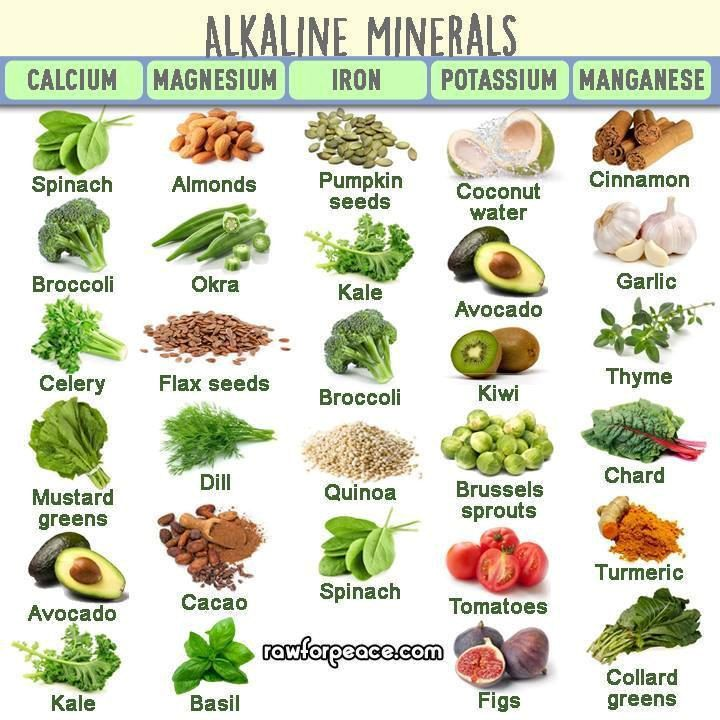 ALKALINE MINERALS
CALCIUM
MAGNESIUM
IRON
POTASSIUM
MANGANESE
Spinach
Broccoli
Celery
Mustard
greens
Avocado
Kale
Almonds
Okra
Flax seeds
Dill
Cacao
Basil
Pumpkin
seeds
Kale
Broccoli
Quinoa
Spinach
rawforpeace.com
Coconut
water
Avocado
Kiwi
Brussels
sprouts
Tomatoes
Figs
Cinnamon
Garlic
Thyme
Chard
Turmeric
Collard
greens